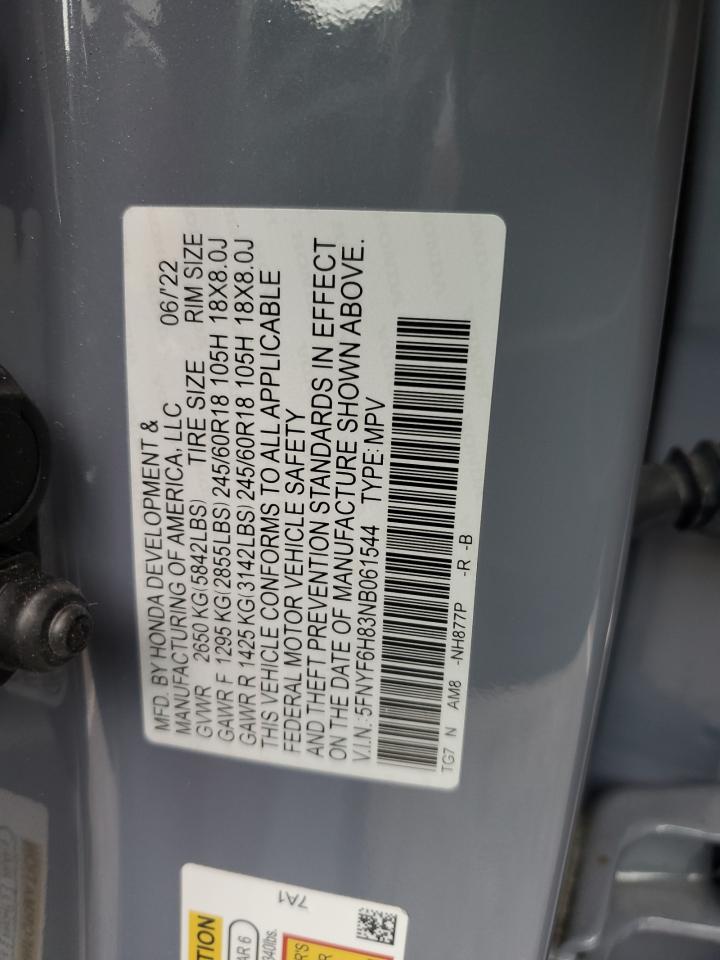 MFD. BY HONDA DEVELOPMENT & 06/'22
MANUFACTURING OF AMERICA, LLC
GVWR 2650 KG(5842LBS) TIRE SIZE RIM SIZE
GAWR F 1295 KG(2855LBS)245/60R18 105H 18X8.0J
GAWR R 1425 KG(3142LBS)245/60R18 105H 18X8.0J
THIS VEHICLE CONFORMS TO ALL APPLICABLE
FEDERAL MOTOR VEHICLE SAFETY
AND THEFT PREVENTION STANDARDS IN EFFECT
ON THE DATE OF MANUFACTURE SHOWN ABOVE.
V.I.N.: 5FNYF6H83NB061544 TYPE: MPV
TG7 N AM8 -NH877P -R -B
7A1